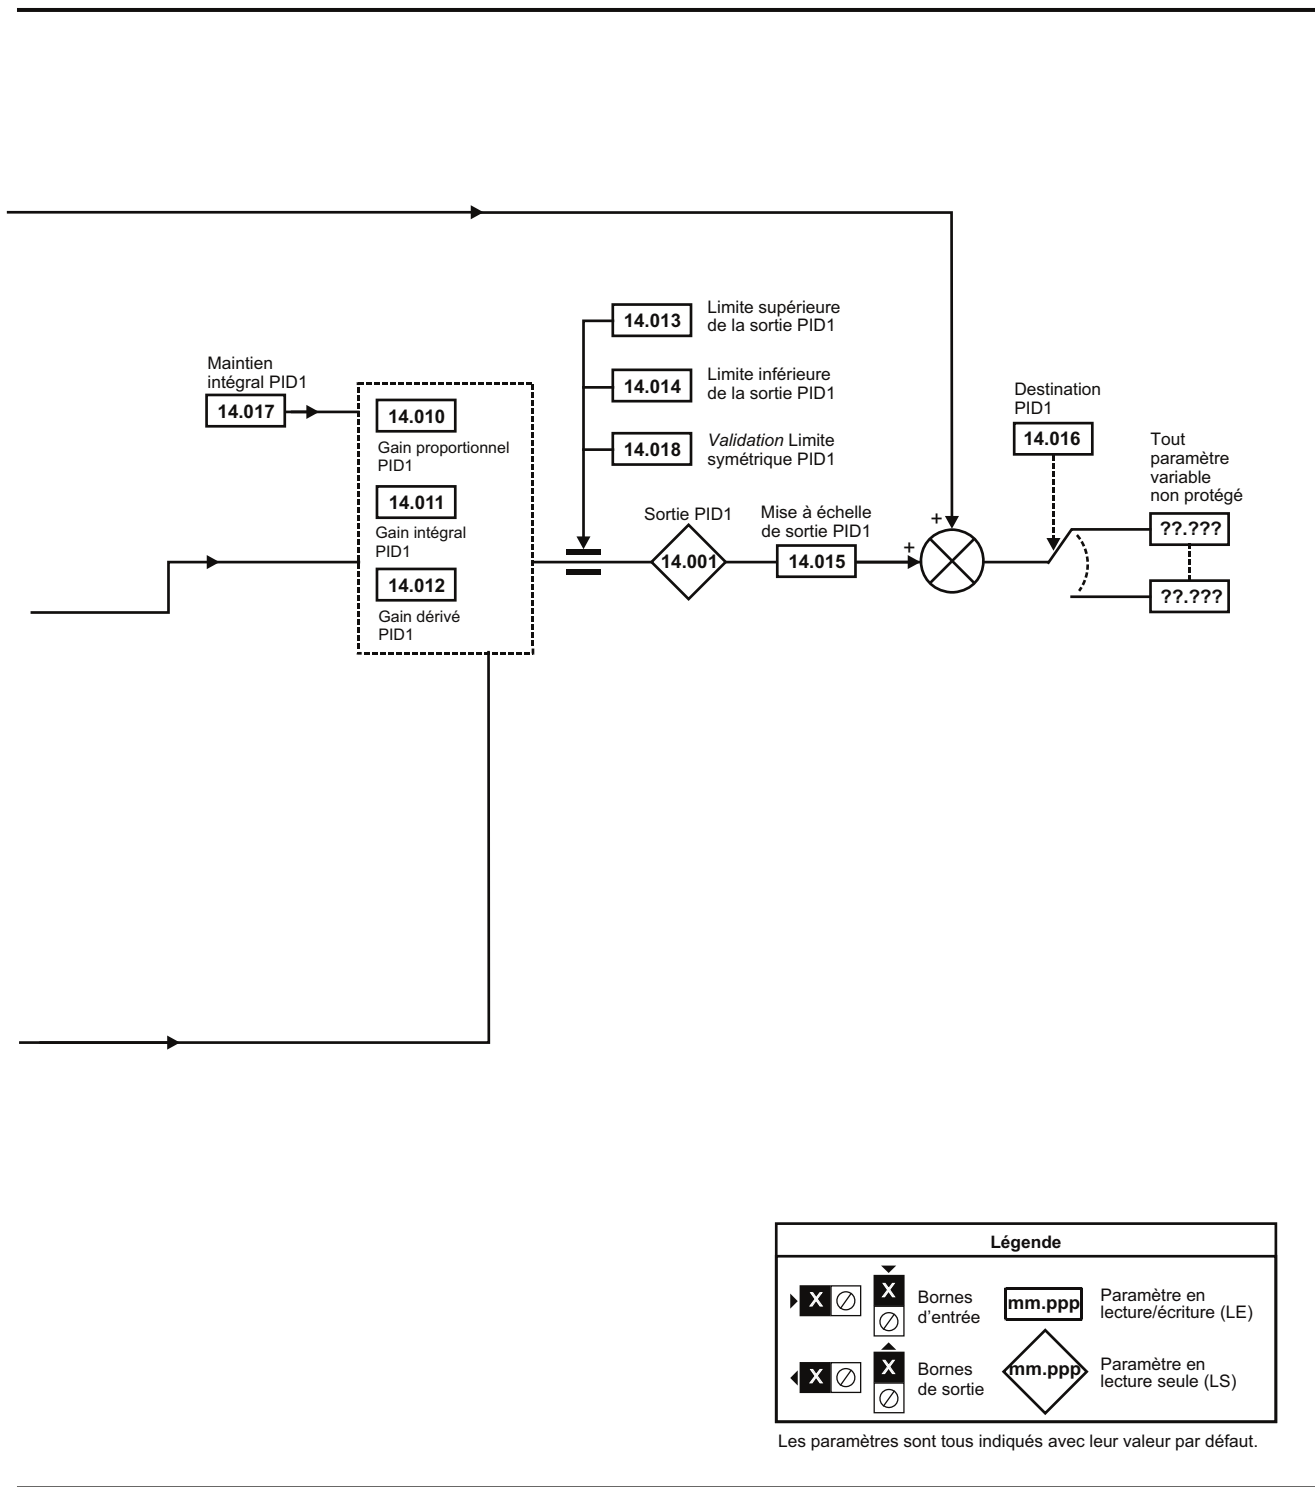 14.013
Limite supérieure
de la sortie PID1
Maintien
intégral PID1
14.017
14.014
Limite inférieure
de la sortie PID1
14.010
Gain proportionnel
PID1
14.018
Validation Limite
symétrique PID1
Destination
PID1
14.016
Tout
paramètre
variable
non protégé
14.011
Gain intégral
PID1
Sortie PID1
14.001
Mise à échelle
de sortie PID1
14.015
+
+
??.???
??.???
14.012
Gain dérivé
PID1
Légende
X
X
Bornes
d'entrée
mm.ppp
Paramètre en
lecture/écriture (LE)
X
X
Bornes
de sortie
mm.ppp
Paramètre en
lecture seule (LS)
Les paramètres sont tous indiqués avec leur valeur par défaut.